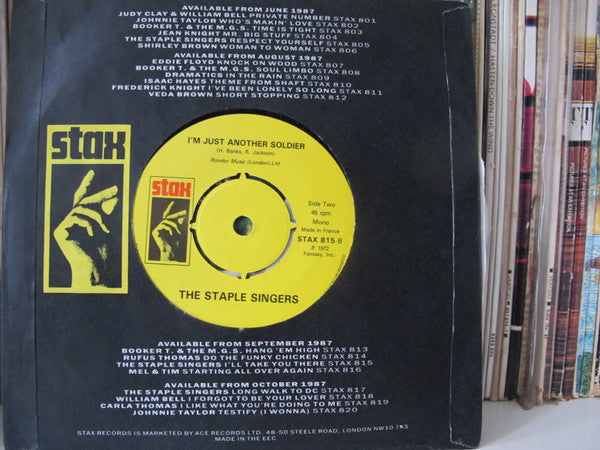 AVAILABLE FROM JUNE 1987
JUDY CLAY & WILLIAM BELL PRIVATE NUMBER STAX 801
JOHNNIE TAYLOR WHO'S MAKIN' LOVE STAX 802
BOOKER T. & THE M.G.S. TIME IS TIGHT STAX 803
JEAN KNIGHT MR. BIG STUFF STAX 804
THE STAPLE SINGERS RESPECT YOURSELF STAX 805
SHIRLEY BROWN WOMAN TO WOMAN STAX 806
AVAILABLE FROM AUGUST 1987
EDDIE FLOYD KNOCK ON WOOD STAX 807
BOOKER T. & THE M.G.S. SOUL LIMBO STAX 808
DRAMATICS IN THE RAIN STAX 809
ISAAC HAYES THEME FROM SHAFT STAX 810
FREDERICK KNIGHT I'VE BEEN LONELY SO LONG STAX 811
VEDA BROWN SHORT STOPPING STAX 812
stax
I'M JUST ANOTHER SOLDIER
(H. Banks, R. Jackson)
Rondor Music (London) Ltd
stax
Side Two
45 rpm
Mono
Made in France
STAX 815-B
℗ 1972
Fantasy, Inc.
THE STAPLE SINGERS
AVAILABLE FROM SEPTEMBER 1987
BOOKER T. & THE M.G.S. HANG 'EM HIGH STAX 813
RUFUS THOMAS DO THE FUNKY CHICKEN STAX 814
THE STAPLE SINGERS I'LL TAKE YOU THERE STAX 815
MEL & TIM STARTING ALL OVER AGAIN STAX 816
AVAILABLE FROM OCTOBER 1987
THE STAPLE SINGERS LONG WALK TO DC STAX 817
WILLIAM BELL I FORGOT TO BE YOUR LOVER STAX 818
CARLA THOMAS I LIKE WHAT YOU'RE DOING TO ME STAX 819
JOHNNIE TAYLOR TESTIFY (I WONNA) STAX 820
STAX RECORDS IS MARKETED BY ACE RECORDS LTD. 48-50 STEELE ROAD, LONDON NW10 7AS
MADE IN THE EEC
HASTEN DOWN THE WIND
PICTURES AT AN EXHIBITION